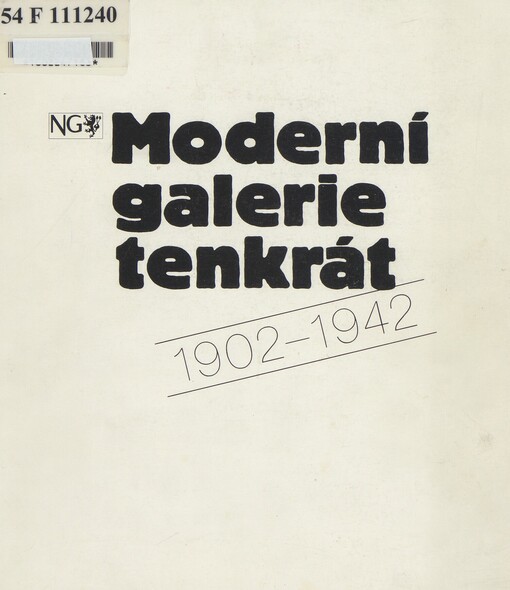 54 F 111240
NG
Moderní
galerie
tenkrát
1902–1942